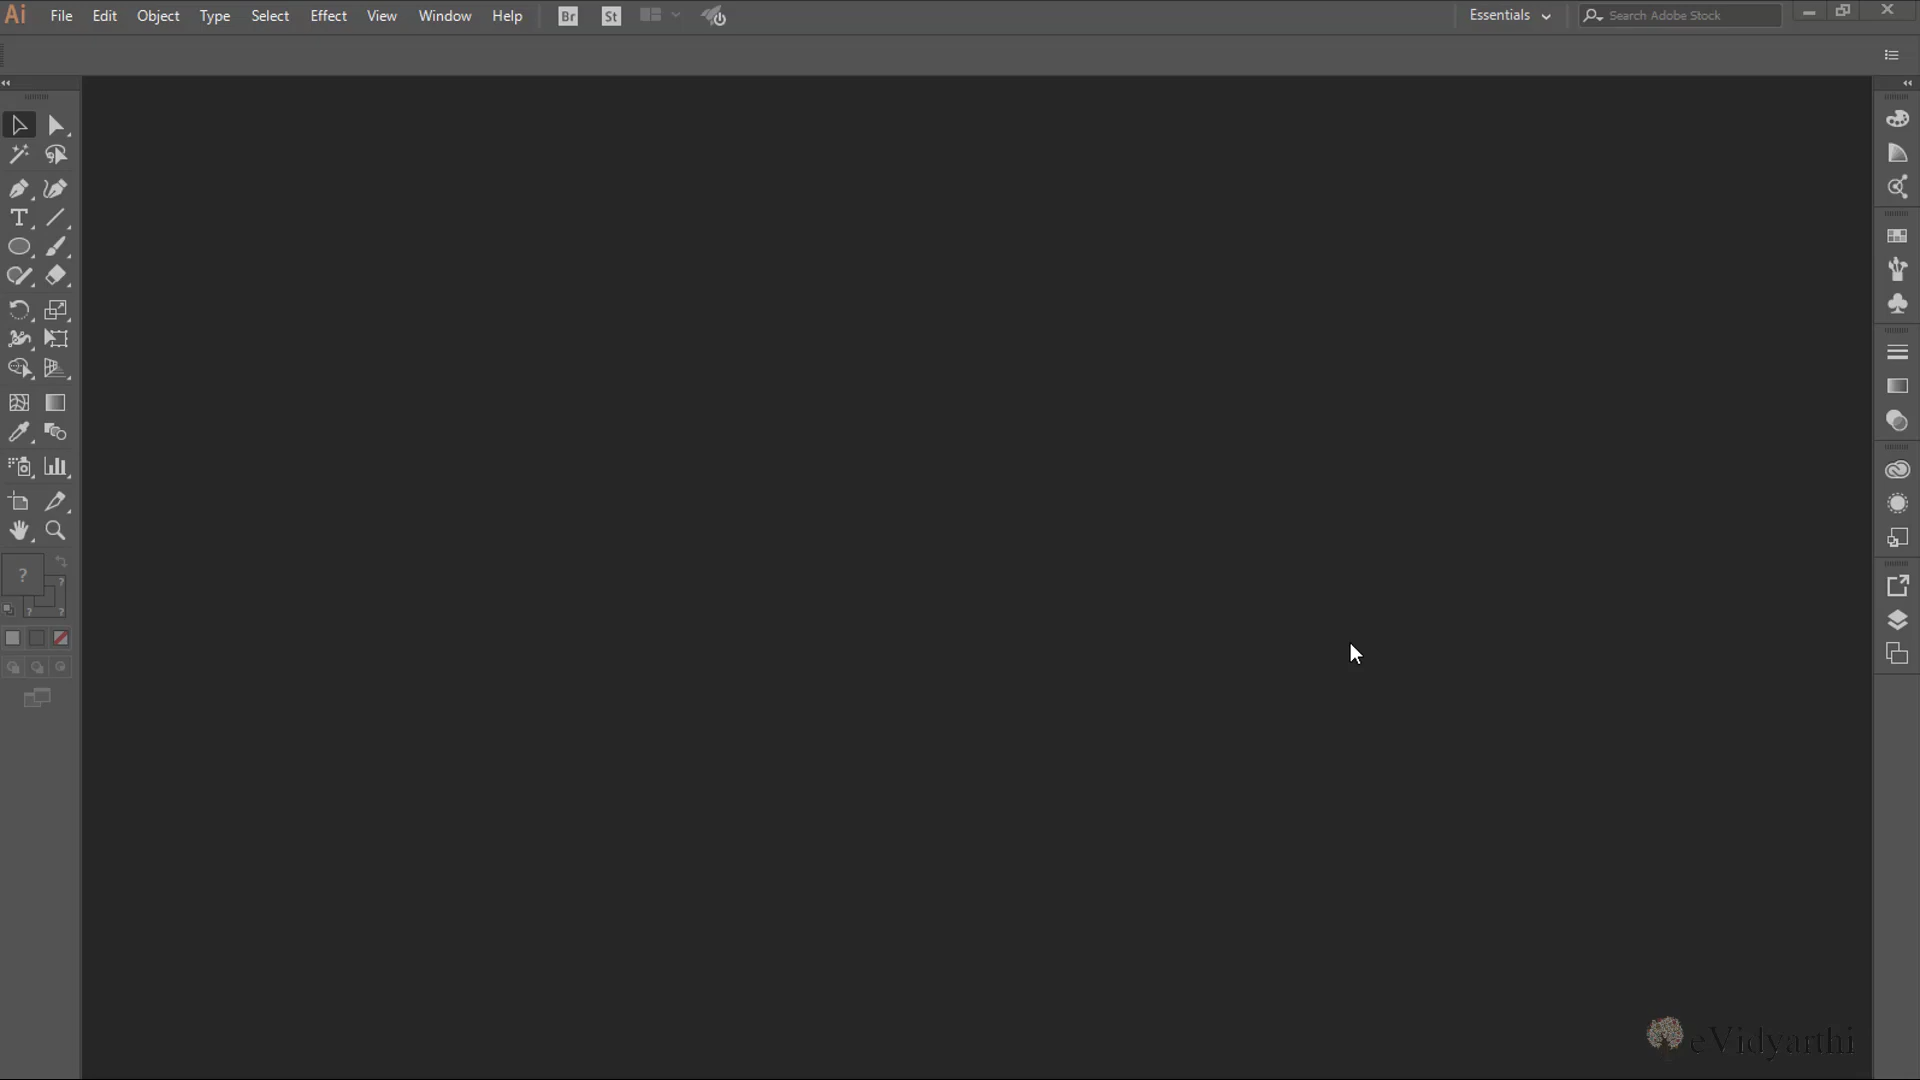 Ai File Edit Object Type Select Effect View Window Help Br St Essentials Search Adobe Stock
T
?
?
? ?
eVidyarthi